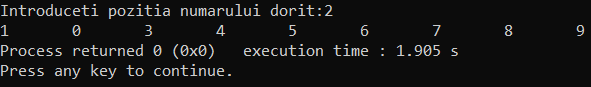 Introduceti pozitia numarului dorit:2
1 0 3 4 5 6 7 8 9
Process returned 0 (0x0) execution time : 1.905 s
Press any key to continue.